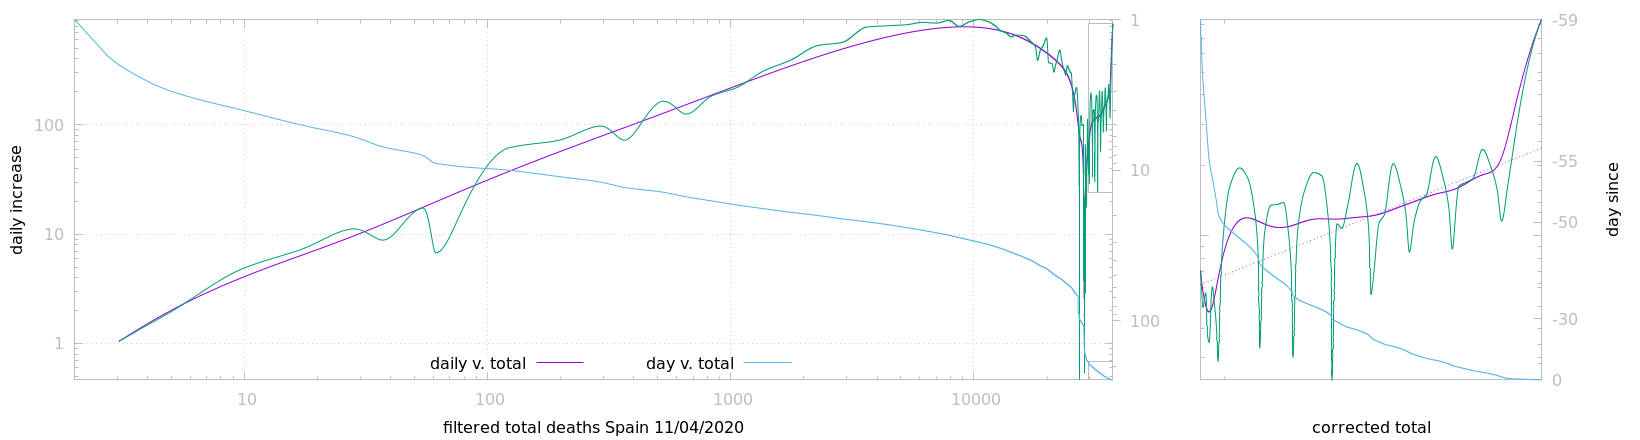 daily increase
100
10
1
10
100
1000
10000
1
10
100
daily v. total
day v. total
filtered total deaths Spain 11/04/2020
-59
-55
-50
-30
0
day since
corrected total